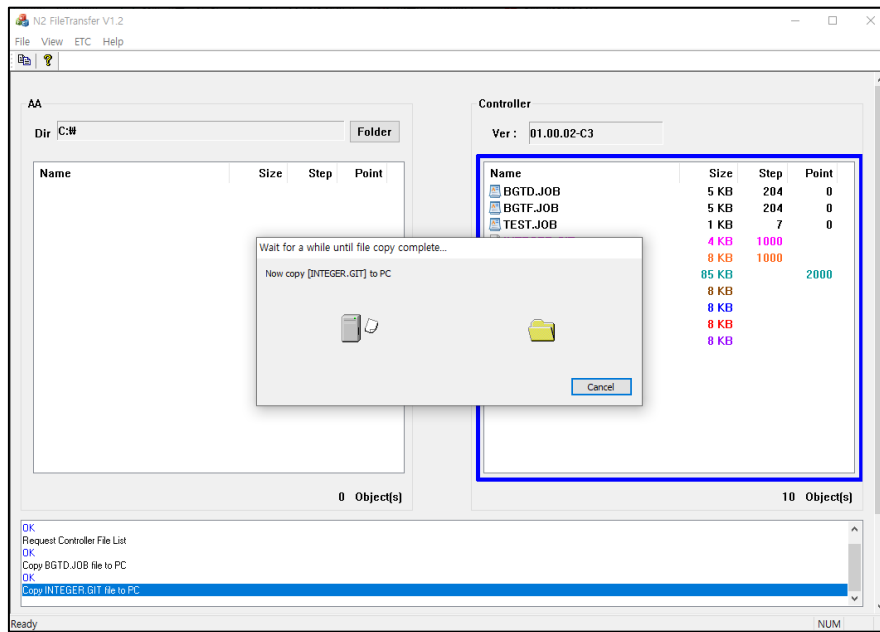 N2 FileTransfer V1.2
File View ETC Help
AA
Dir C:₩
Folder
Name Size Step Point
0 Object(s)
Controller
Ver : 01.00.02-C3
Name Size Step Point
BGTD.JOB 5 KB 204 0
BGTF.JOB 5 KB 204 0
TEST.JOB 1 KB 7 0
4 KB 1000
8 KB 1000
85 KB 2000
8 KB
8 KB
8 KB
8 KB
10 Object(s)
Wait for a while until file copy complete...
Now copy [INTEGER.GIT] to PC
Cancel
OK
Request Controller File List
OK
Copy BGTD.JOB file to PC
OK
Copy INTEGER.GIT file to PC
Ready NUM